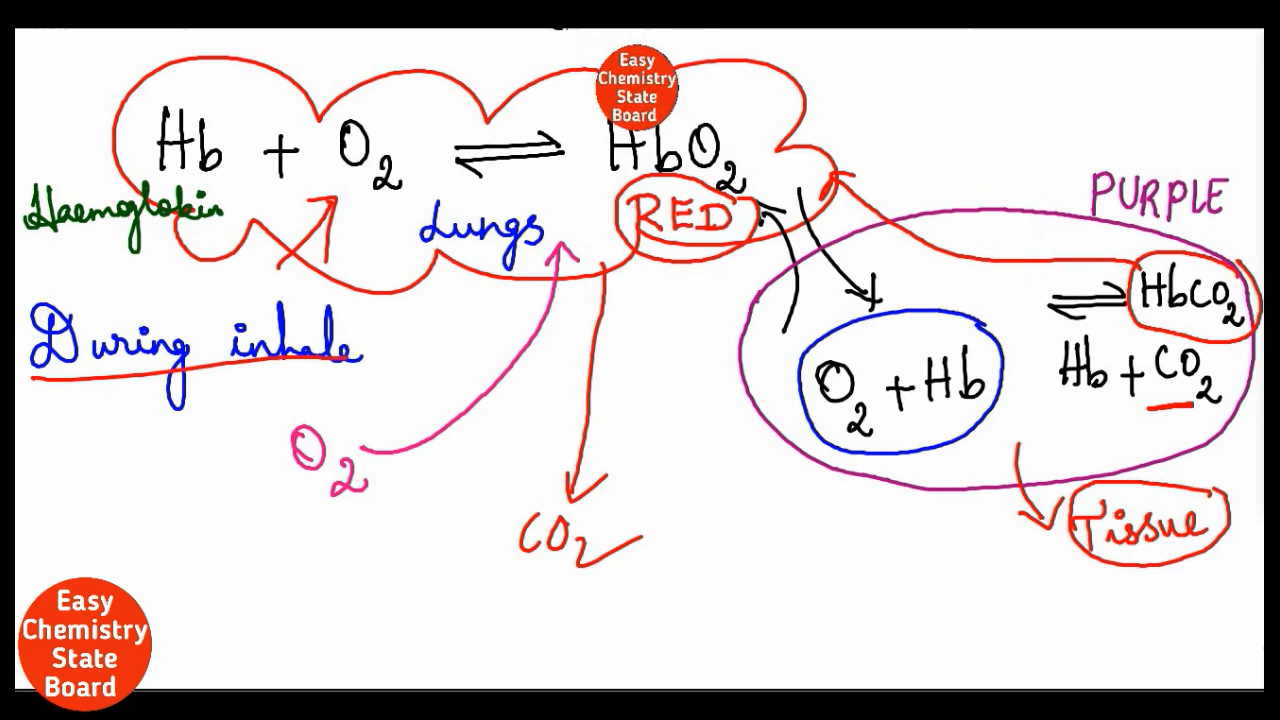 Easy
Chemistry
State
Board
Hb + O2 ⇌ HbO2
Haemglobin
Lungs
RED
PURPLE
During inhale
HbCO2
⇌
O2 + Hb
Hb + CO2
O2
CO2
Tissue
Easy
Chemistry
State
Board